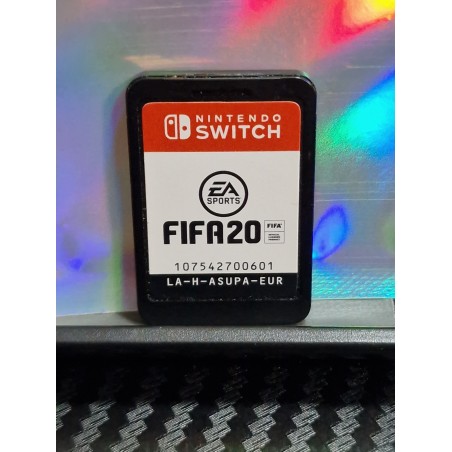 NINTENDO
SWITCH
EA
SPORTS
FIFA20
FIFA
107542700601
LA-H-ASUPA-EUR